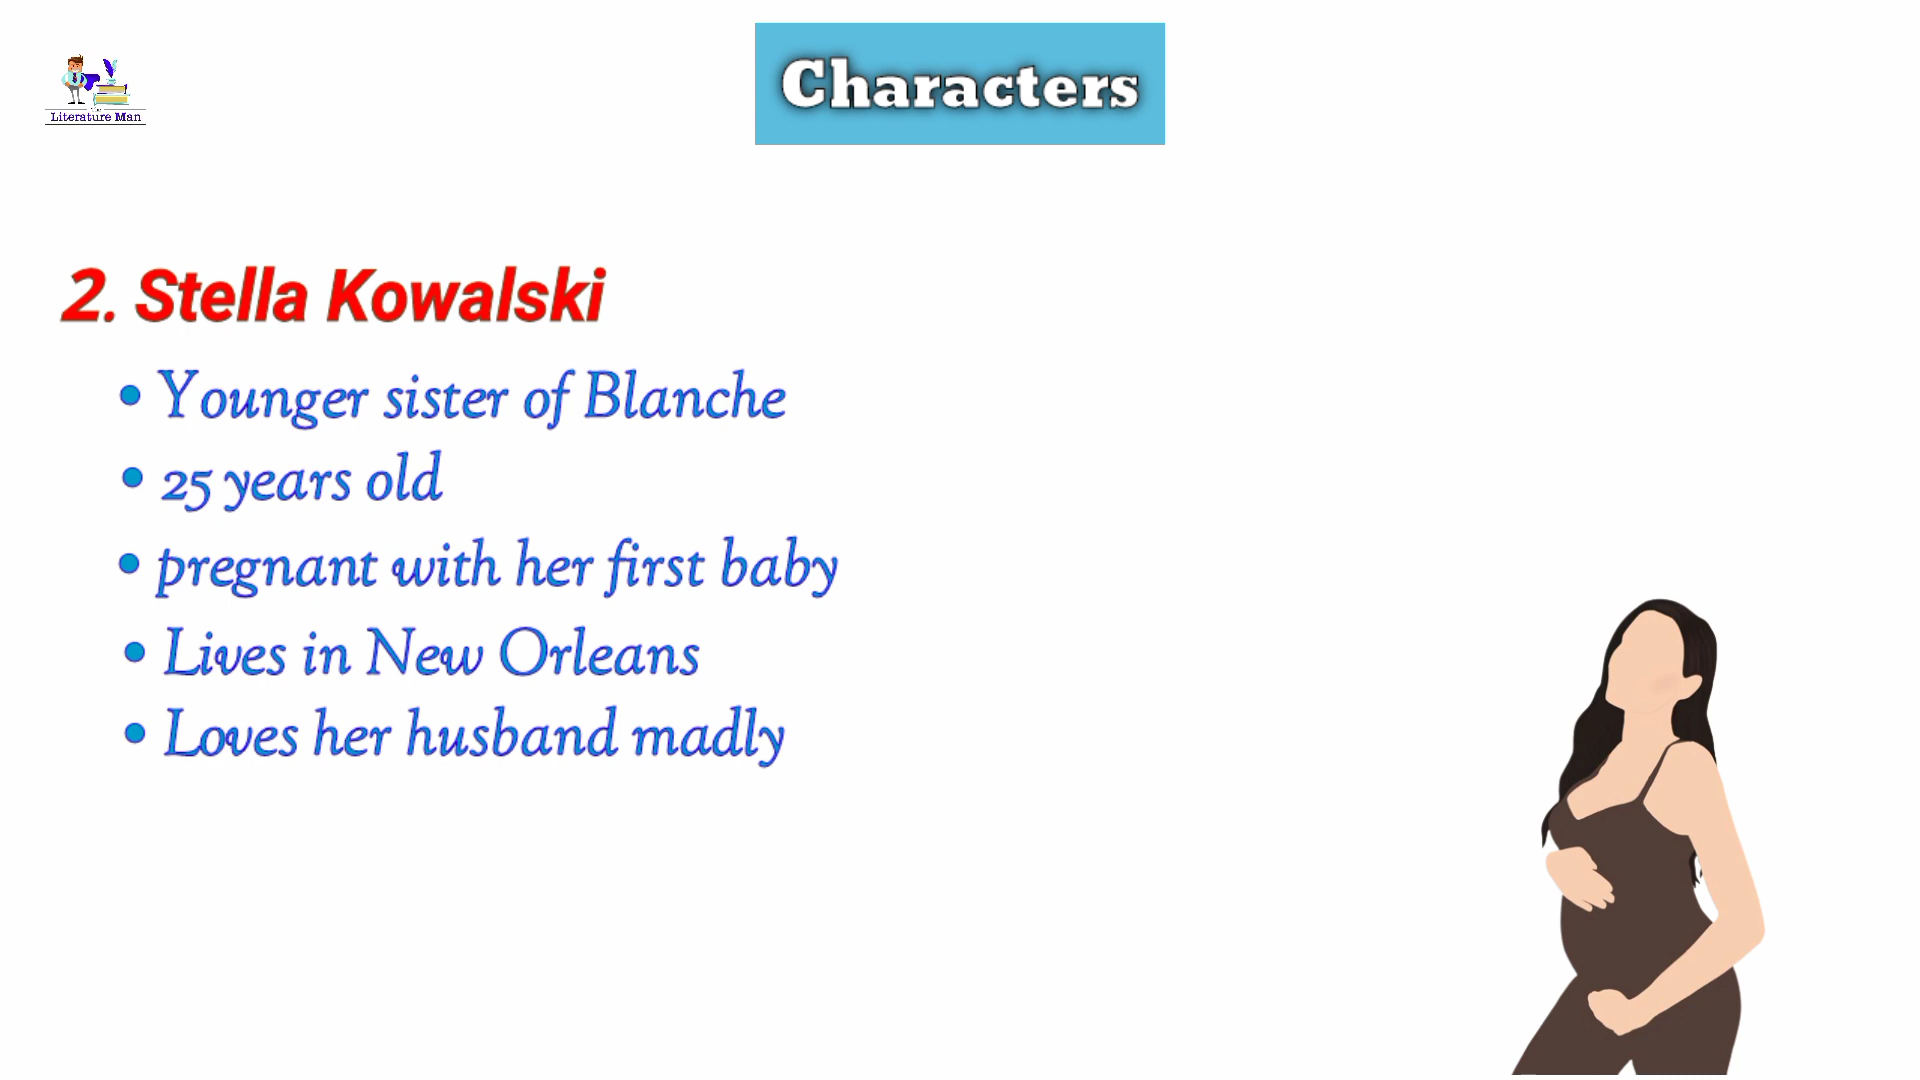 Literature Man
Characters
2. Stella Kowalski
• Younger sister of Blanche
• 25 years old
• pregnant with her first baby
• Lives in New Orleans
• Loves her husband madly